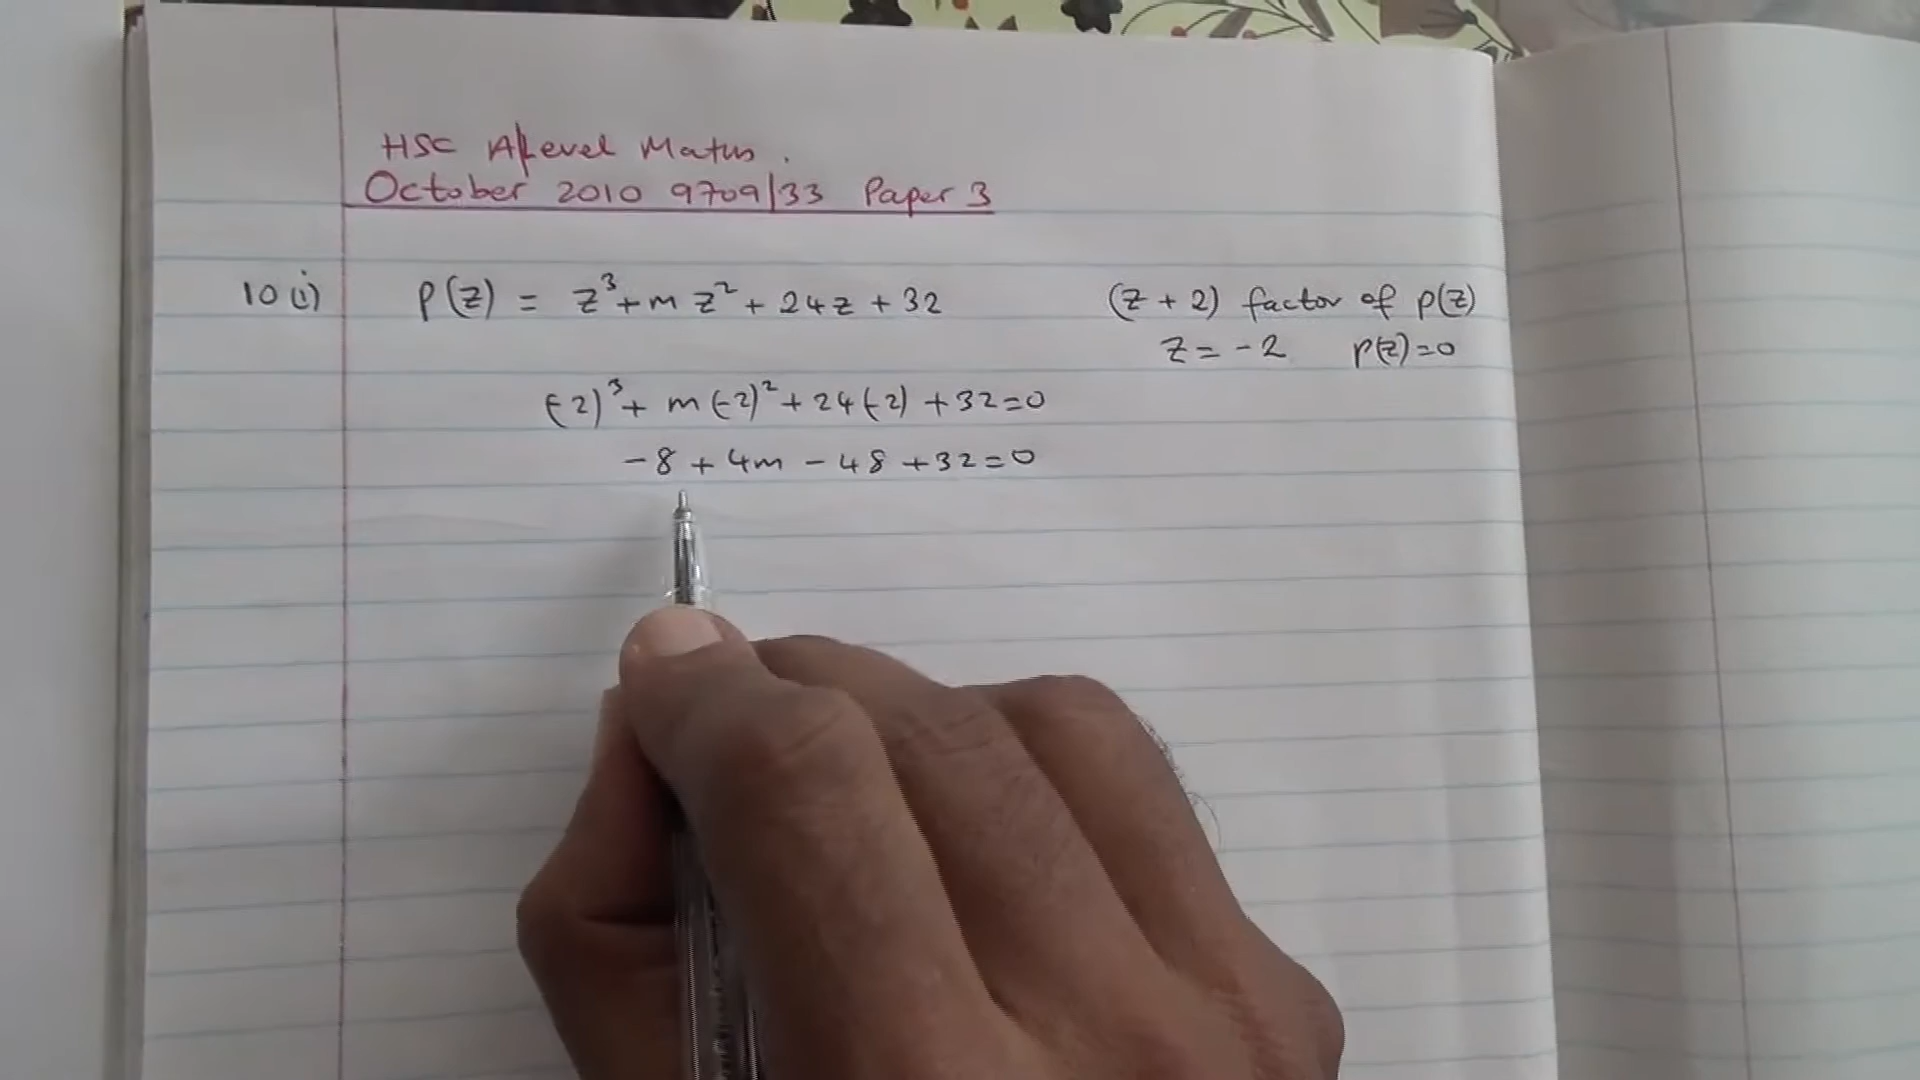 HSC A Level Maths.
October 2010 9709/33 Paper 3
10(i) p(z) = z³ + m z² + 24z + 32 (z + 2) factor of p(z)
z = -2 p(z)=0
(-2)³ + m(-2)² + 24(-2) + 32=0
-8 + 4m - 48 + 32 = 0